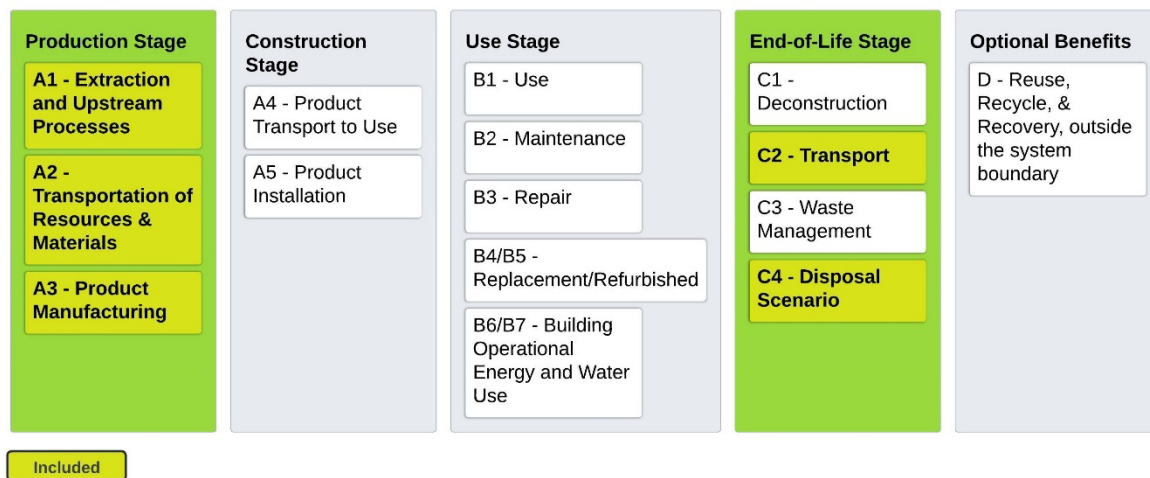 Production Stage
A1 - Extraction
and Upstream
Processes
A2 -
Transportation of
Resources &
Materials
A3 - Product
Manufacturing
Construction
Stage
A4 - Product
Transport to Use
A5 - Product
Installation
Use Stage
B1 - Use
B2 - Maintenance
B3 - Repair
B4/B5 -
Replacement/Refurbished
B6/B7 - Building
Operational
Energy and Water
Use
End-of-Life Stage
C1 -
Deconstruction
C2 - Transport
C3 - Waste
Management
C4 - Disposal
Scenario
Optional Benefits
D - Reuse,
Recycle, &
Recovery, outside
the system
boundary
Included